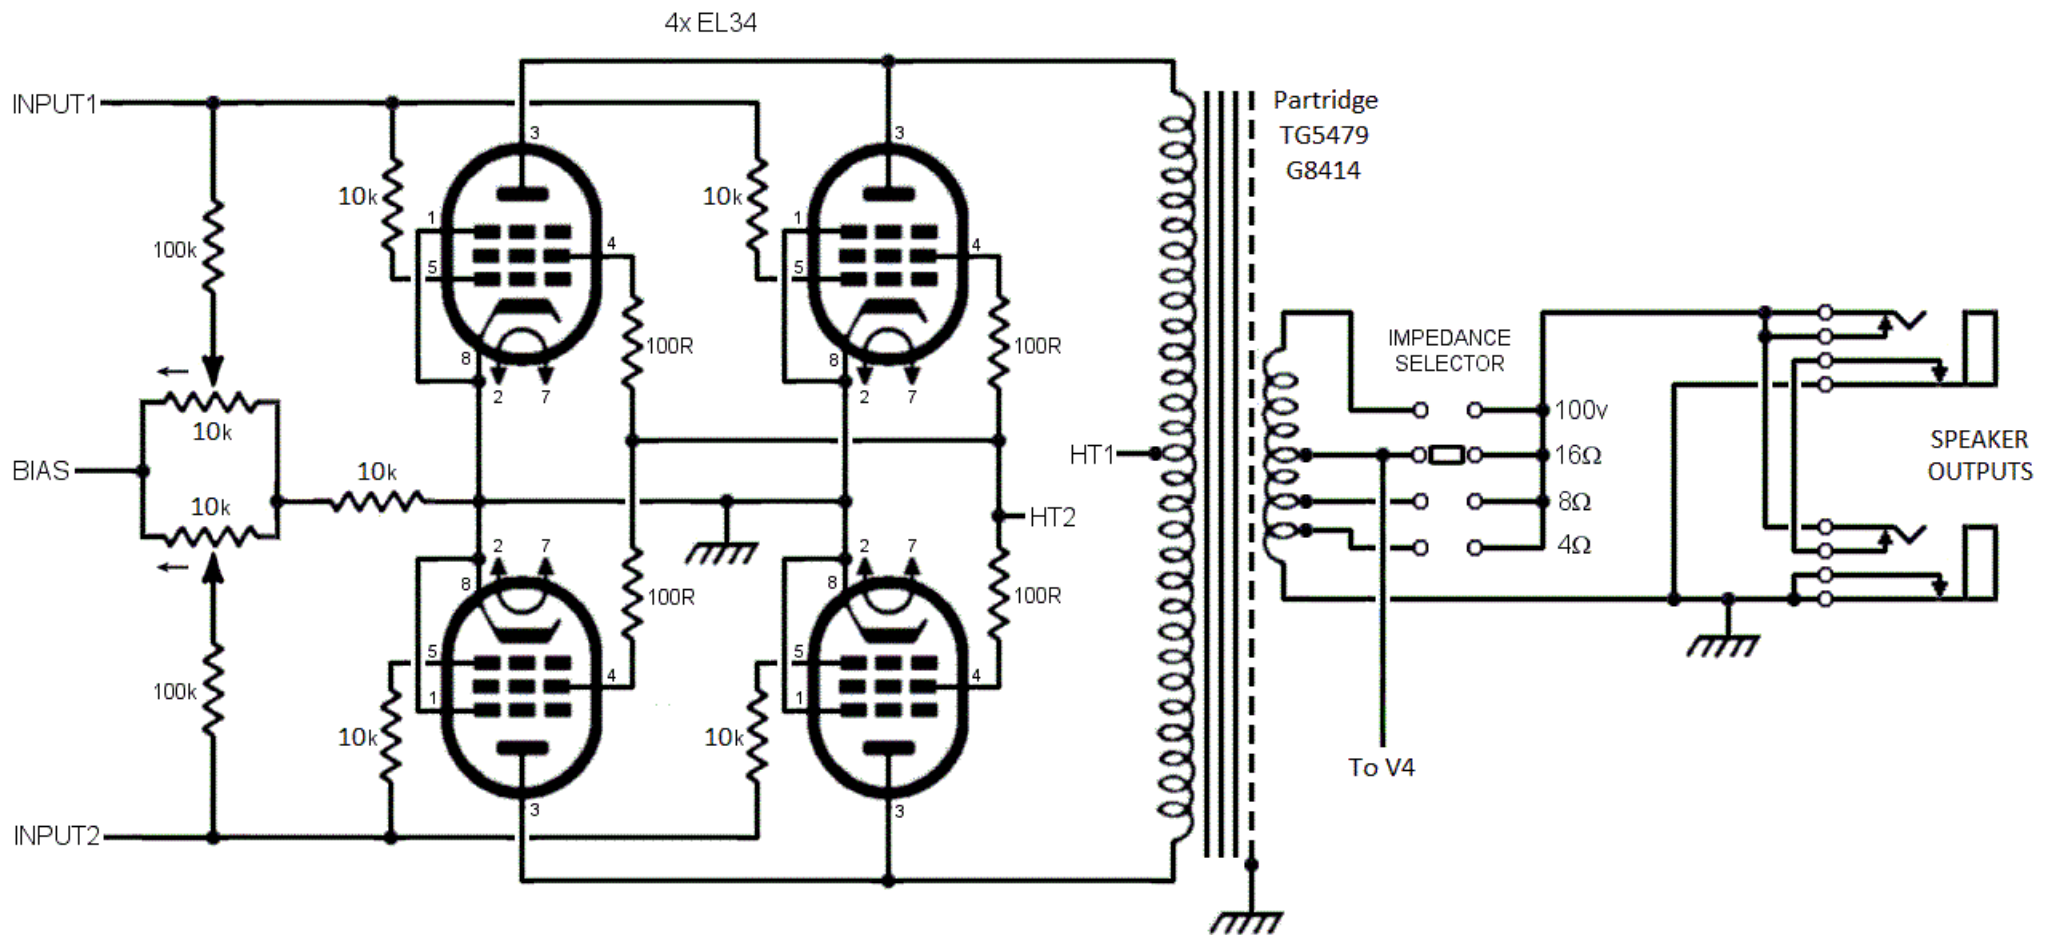 4x EL34
INPUT1
Partridge
TG5479
G8414
3
3
10k
10k
100k
1
5
4
1
5
4
8
2
7
8
2
7
100R
100R
IMPEDANCE
SELECTOR
10k
100v
BIAS
10k
HT1
16Ω
SPEAKER
OUTPUTS
10k
8Ω
HT2
4Ω
2
7
2
7
8
8
100R
100R
5
1
4
5
1
4
100k
10k
10k
To V4
3
3
INPUT2